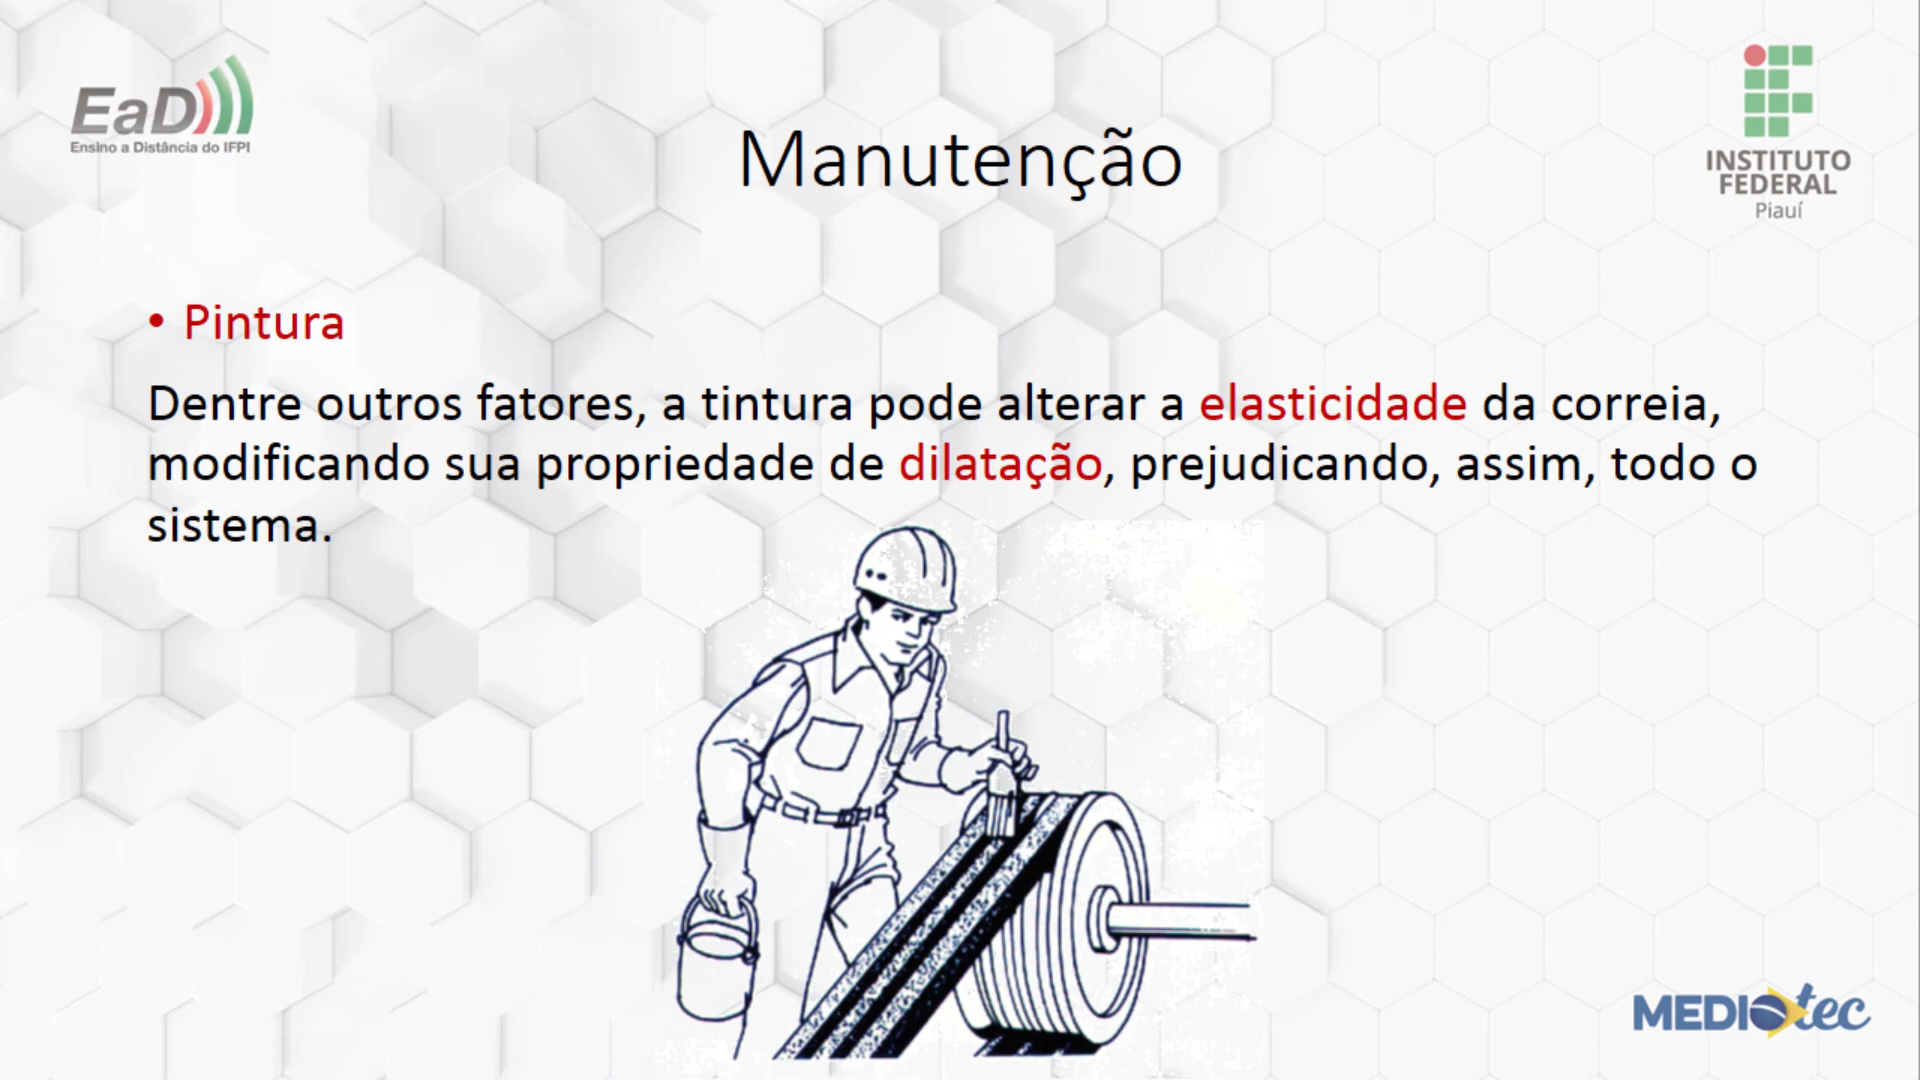 EaD
Ensino a Distância do IFPI
INSTITUTO
FEDERAL
Piauí
Manutenção
• Pintura
Dentre outros fatores, a tintura pode alterar a elasticidade da correia,
modificando sua propriedade de dilatação, prejudicando, assim, todo o
sistema.
MEDIOtec